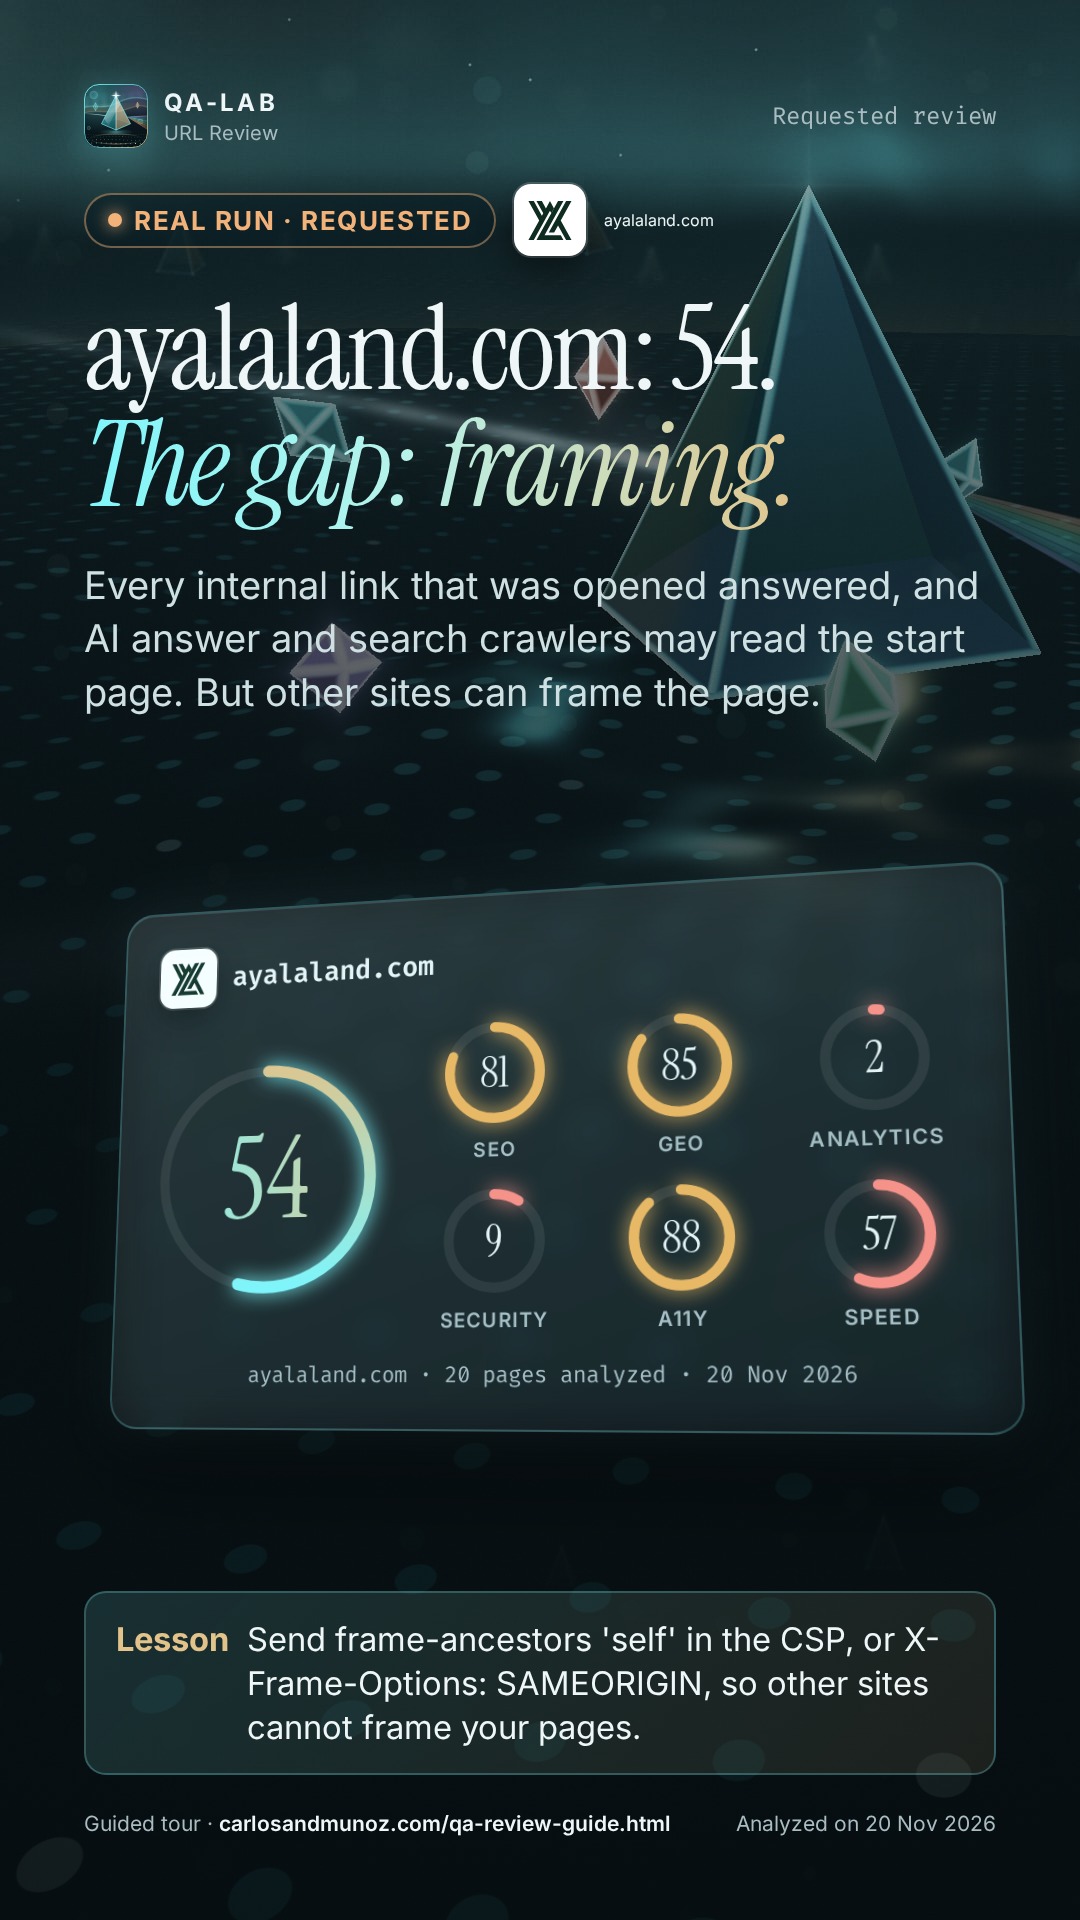 QA-LAB
URL Review
Requested review
REAL RUN · REQUESTED
ayalaland.com
ayalaland.com: 54.
The gap: framing.
Every internal link that was opened answered, and
AI answer and search crawlers may read the start
page. But other sites can frame the page.
ayalaland.com
54
81
SEO
85
GEO
2
ANALYTICS
9
SECURITY
88
A11Y
57
SPEED
ayalaland.com · 20 pages analyzed · 20 Nov 2026
Lesson Send frame-ancestors 'self' in the CSP, or X-
Frame-Options: SAMEORIGIN, so other sites
cannot frame your pages.
Guided tour · carlosandmunoz.com/qa-review-guide.html
Analyzed on 20 Nov 2026